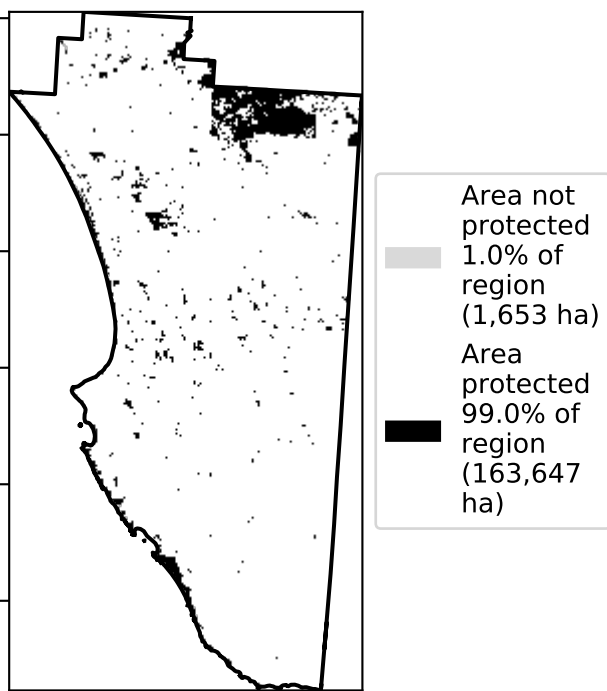 Area not
protected
1.0% of
region
(1,653 ha)
Area
protected
99.0% of
region
(163,647
ha)